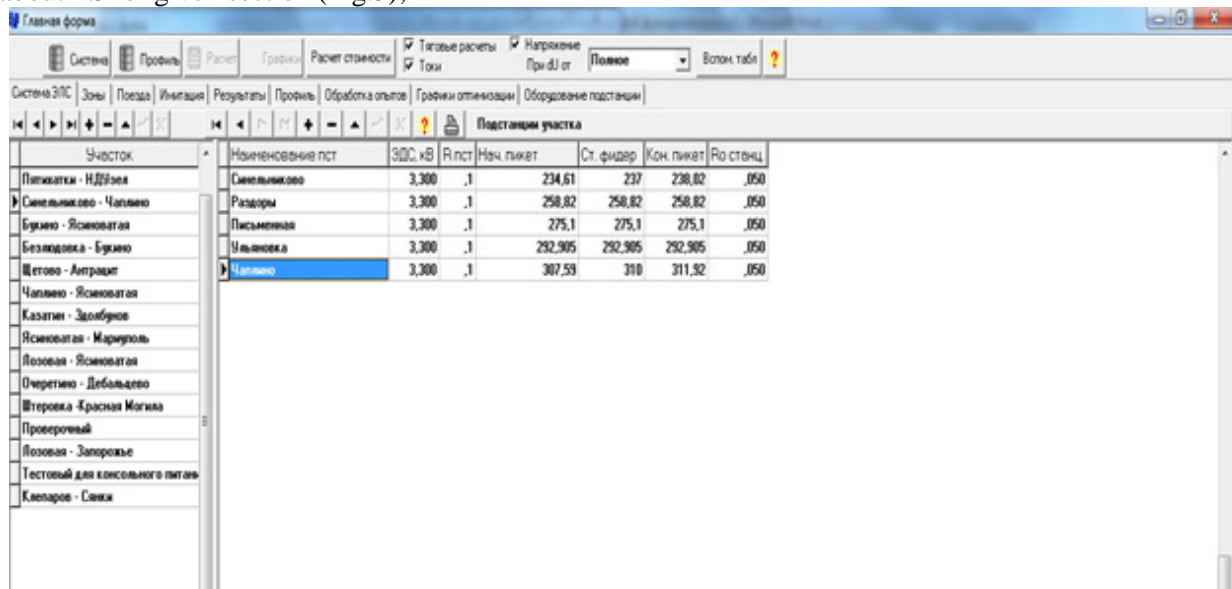 Главная форма
Система Профиль Расчет Графики Расчет стоимости Тяговые расчеты Токи Напряжение При dU от Полное Вспом. табл ?
Система ЭПС Зоны Поезда Имитация Результаты Профиль Обработка опытов Графики оптимизации Оборудование подстанции
Подстанции участка
Участок
Пятихатки - НДУзел
Синельниково - Чаплино
Букино - Ясиноватая
Безлюдовка - Букино
Щетово - Антрацит
Чаплино - Ясиноватая
Казатин - Здолбунов
Ясиноватая - Мариуполь
Лозовая - Ясиноватая
Очеретино - Дебальцево
Штеровка -Красная Могила
Проверочный
Лозовая - Запорожье
Тестовый для консольного питани
Клепаров - Сянки
Наименование пст ЭДС, кВ R пст Нач. пикет Ст. фидер Кон. пикет Ro станц
Синельниково 3,300 ,1 234,61 237 238,02 ,050
Раздоры 3,300 ,1 258,82 258,82 258,82 ,050
Письменная 3,300 ,1 275,1 275,1 275,1 ,050
Ульяновка 3,300 ,1 292,905 292,905 292,905 ,050
Чаплино 3,300 ,1 307,59 310 311,92 ,050